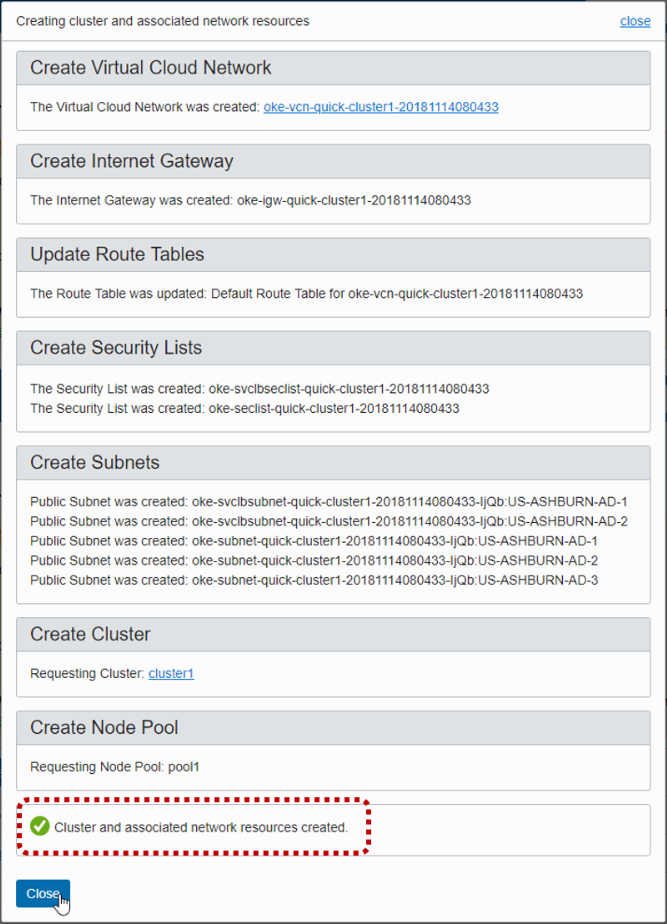 Creating cluster and associated network resources close
Create Virtual Cloud Network
The Virtual Cloud Network was created: oke-vcn-quick-cluster1-20181114080433
Create Internet Gateway
The Internet Gateway was created: oke-igw-quick-cluster1-20181114080433
Update Route Tables
The Route Table was updated: Default Route Table for oke-vcn-quick-cluster1-20181114080433
Create Security Lists
The Security List was created: oke-svclbseclist-quick-cluster1-20181114080433
The Security List was created: oke-seclist-quick-cluster1-20181114080433
Create Subnets
Public Subnet was created: oke-svclbsubnet-quick-cluster1-20181114080433-IjQb:US-ASHBURN-AD-1
Public Subnet was created: oke-svclbsubnet-quick-cluster1-20181114080433-IjQb:US-ASHBURN-AD-2
Public Subnet was created: oke-subnet-quick-cluster1-20181114080433-IjQb:US-ASHBURN-AD-1
Public Subnet was created: oke-subnet-quick-cluster1-20181114080433-IjQb:US-ASHBURN-AD-2
Public Subnet was created: oke-subnet-quick-cluster1-20181114080433-IjQb:US-ASHBURN-AD-3
Create Cluster
Requesting Cluster: cluster1
Create Node Pool
Requesting Node Pool: pool1
Cluster and associated network resources created.
Close